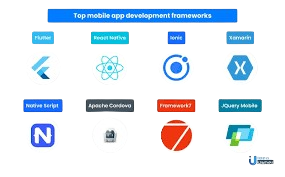 Top mobile app development frameworks
Flutter
React Native
Ionic
Xamarin
Native Script
Apache Cordova
Framework7
JQuery Mobile